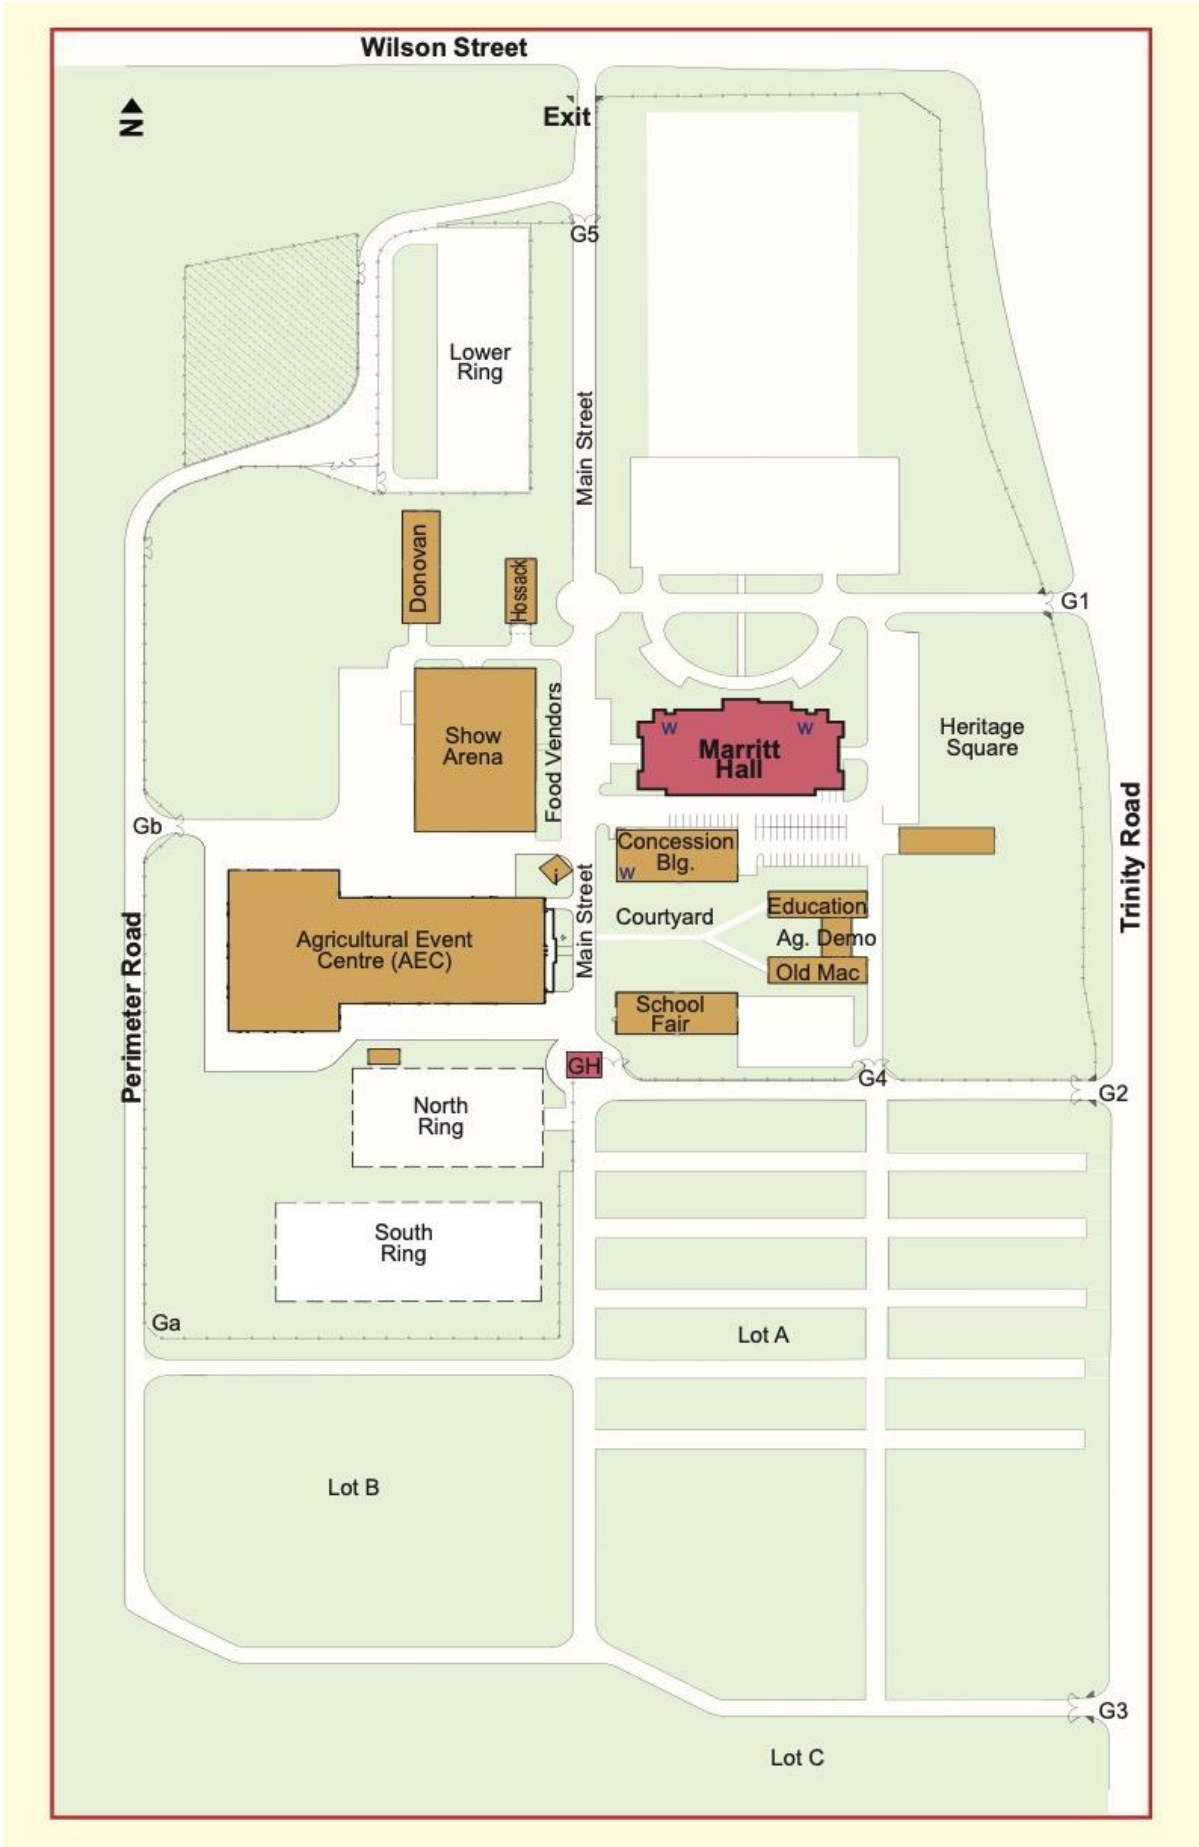 Wilson Street
N
Exit
G5
Lower
Ring
Main Street
Donovan
Hossack
G1
Show
Arena
Food Vendors
W
W
Marritt
Hall
Heritage
Square
Gb
Concession
Blg.
W
i
Trinity Road
Perimeter Road
Agricultural Event
Centre (AEC)
Main Street
Courtyard
Education
Ag. Demo
Old Mac
School
Fair
GH
G4
G2
North
Ring
South
Ring
Ga
Lot A
Lot B
G3
Lot C